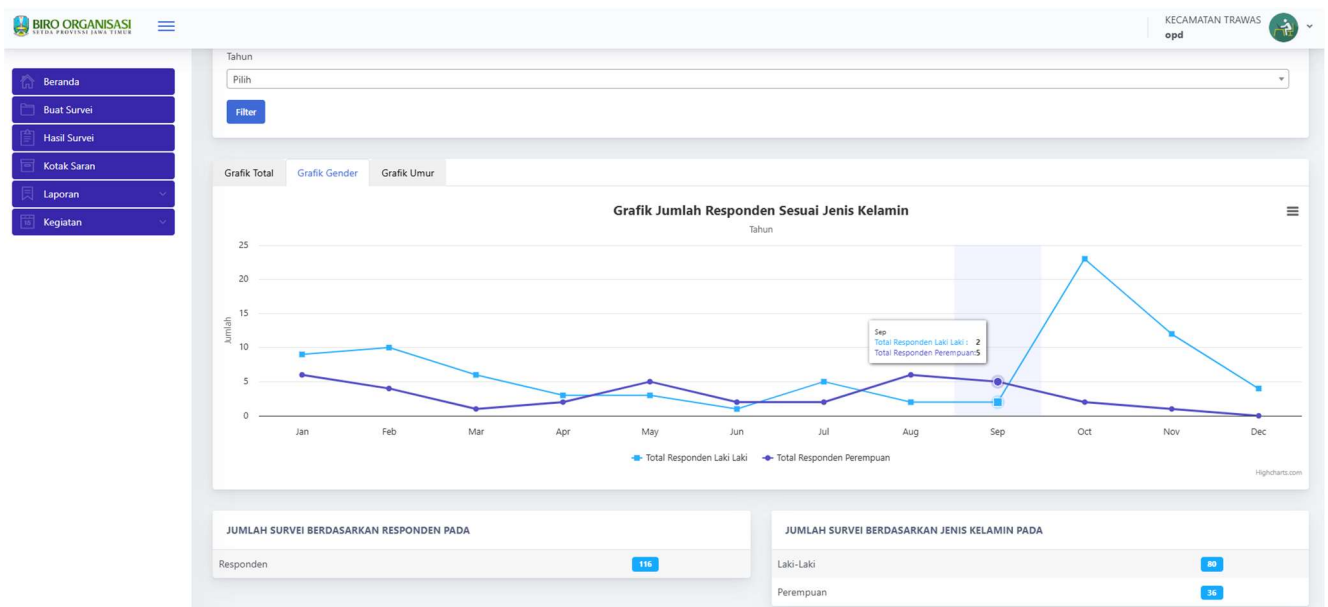 BIRO ORGANISASI
SETDA PROVINSI JAWA TIMUR
KECAMATAN TRAWAS
opd
Beranda
Buat Survei
Hasil Survei
Kotak Saran
Laporan
Kegiatan
Tahun
Pilih
Filter
Grafik Total Grafik Gender Grafik Umur
Grafik Jumlah Responden Sesuai Jenis Kelamin
Tahun
Jumlah
25
20
15
10
5
0
Sep
Total Responden Laki Laki : 2
Total Responden Perempuan:5
Jan Feb Mar Apr May Jun Jul Aug Sep Oct Nov Dec
Total Responden Laki Laki Total Responden Perempuan
Highcharts.com
JUMLAH SURVEI BERDASARKAN RESPONDEN PADA
Responden 116
JUMLAH SURVEI BERDASARKAN JENIS KELAMIN PADA
Laki-Laki 80
Perempuan 36